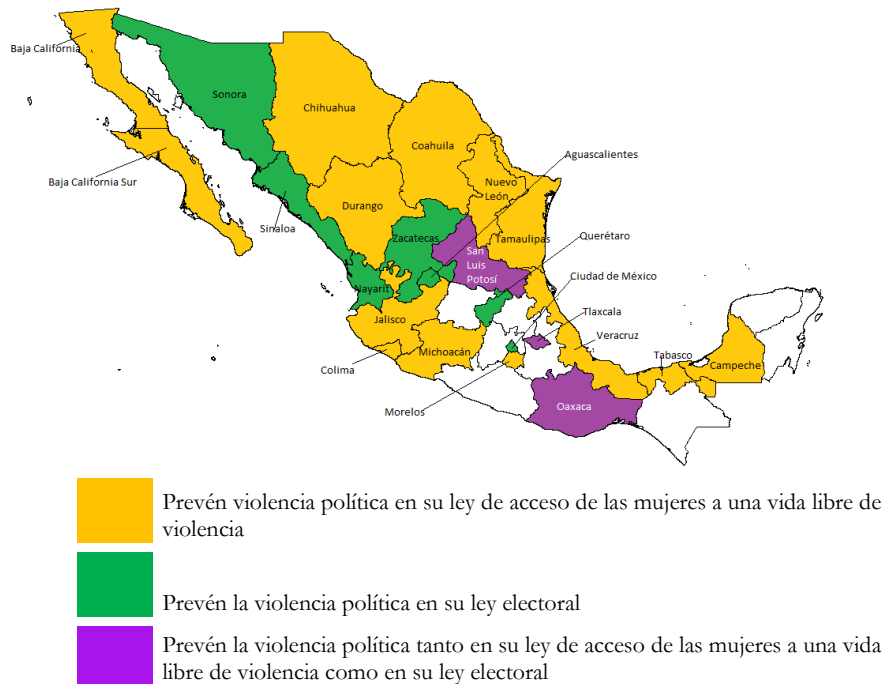 Baja California
Sonora
Chihuahua
Coahuila
Aguascalientes
Baja California Sur
Nuevo
León
Durango
Sinaloa
Zacatecas
Tamaulipas
Querétaro
San
Luis
Potosí
Ciudad de México
Nayarit
Tlaxcala
Jalisco
Veracruz
Michoacán
Tabasco
Colima
Campeche
Oaxaca
Morelos
Prevén violencia política en su ley de acceso de las mujeres a una vida libre de
violencia
Prevén la violencia política en su ley electoral
Prevén la violencia política tanto en su ley de acceso de las mujeres a una vida
libre de violencia como en su ley electoral